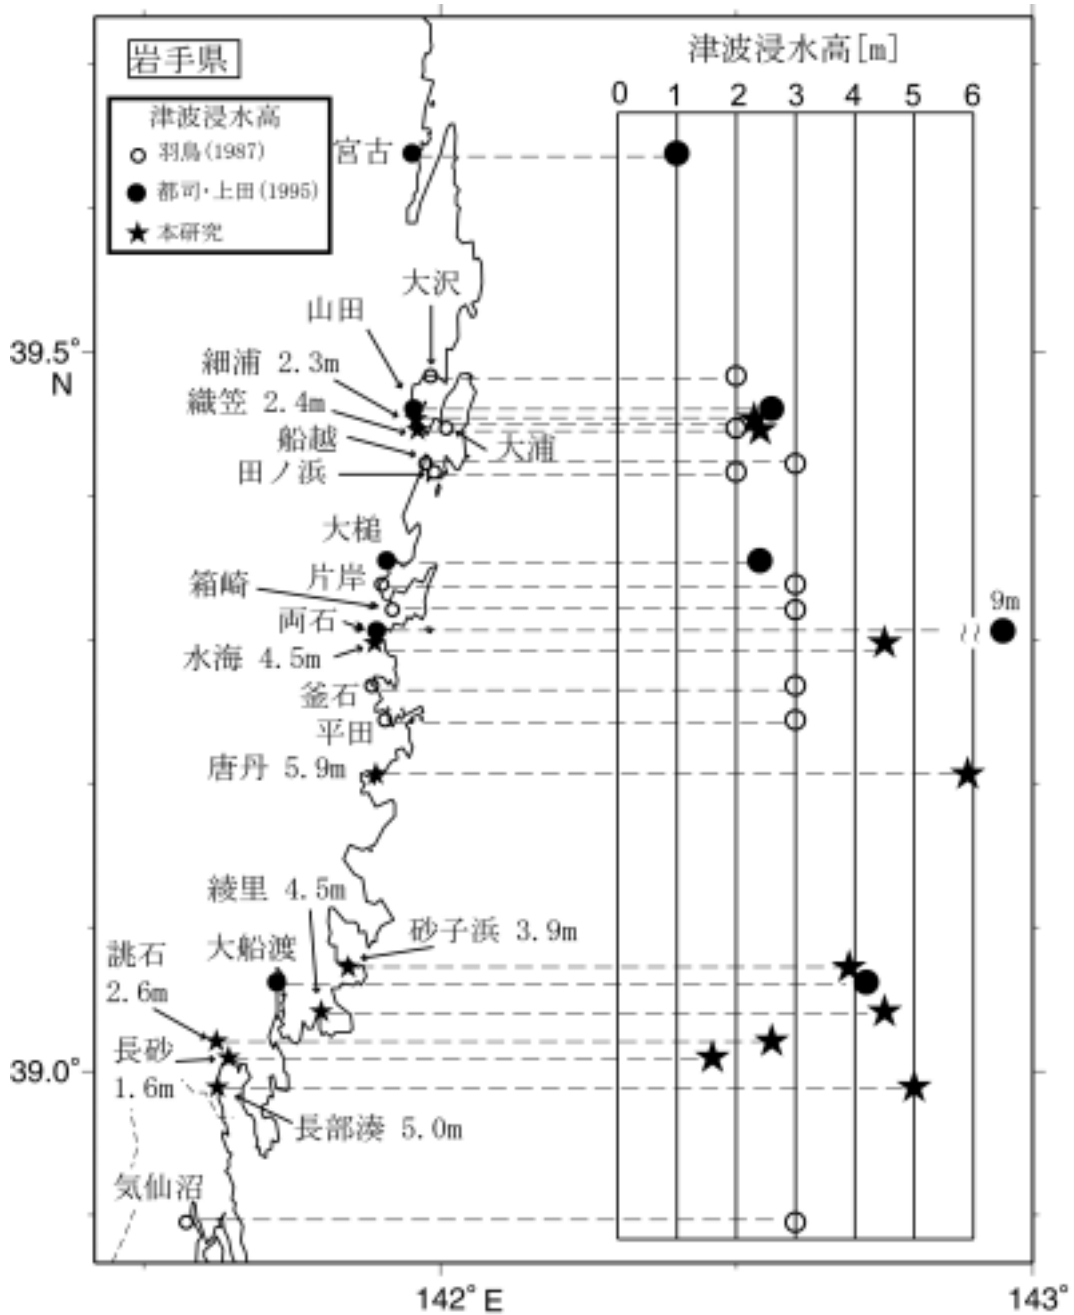 岩手県
津波浸水高[m]
0 1 2 3 4 5 6
津波浸水高
羽鳥(1987)
都司・上田(1995)
本研究
宮古
大沢
山田
39.5°
N
細浦 2.3m
織笠 2.4m
船越
大浦
田ノ浜
大槌
片岸
箱崎
9m
両石
水海 4.5m
釜石
平田
唐丹 5.9m
綾里 4.5m
砂子浜 3.9m
大船渡
誂石
2.6m
長砂
39.0°
1.6m
長部湊 5.0m
気仙沼
142° E
143°